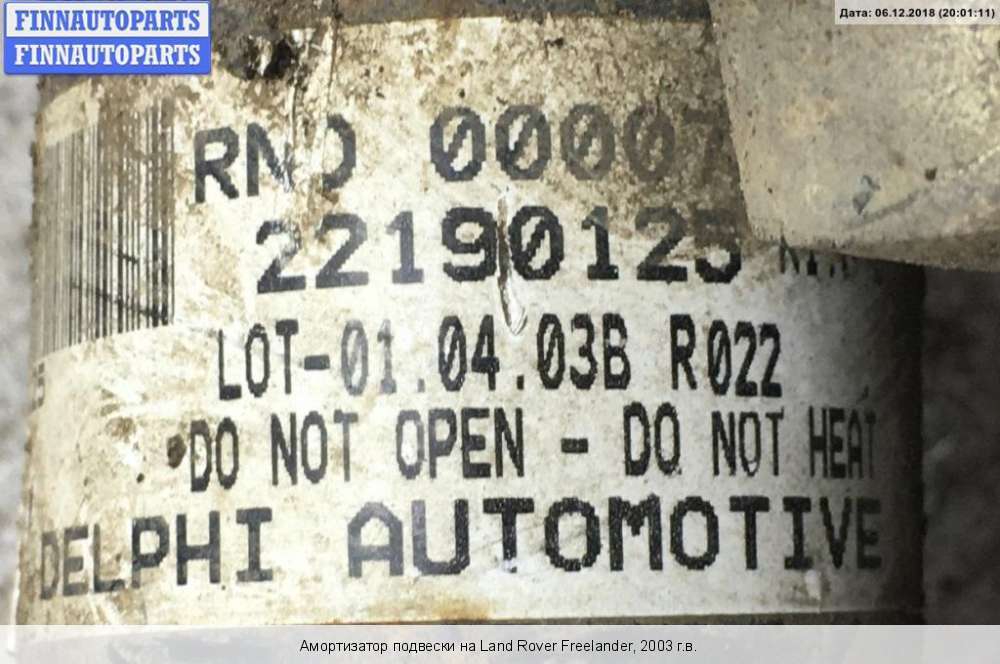 FINNAUTOPARTS
FINNAUTOPARTS
Дата: 06.12.2018 (20:01:11)
22190125
LOT-01.04.03B R022
DO NOT OPEN - DO NOT HEAT
DELPHI AUTOMOTIVE
Амортизатор подвески на Land Rover Freelander, 2003 г.в.